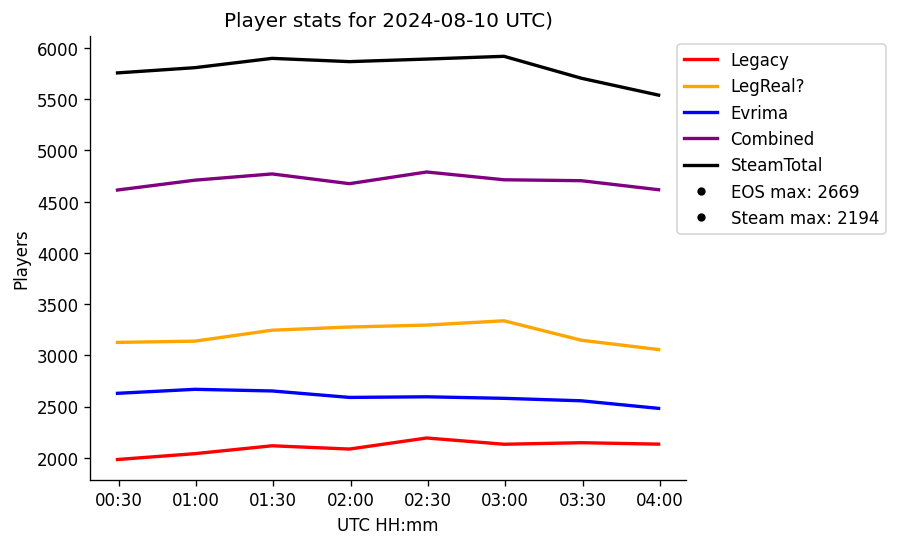 Player stats for 2024-08-10 UTC)
6000
5500
5000
4500
4000
3500
3000
2500
2000
Players
00:30 01:00 01:30 02:00 02:30 03:00 03:30 04:00
UTC HH:mm
Legacy
LegReal?
Evrima
Combined
SteamTotal
EOS max: 2669
Steam max: 2194